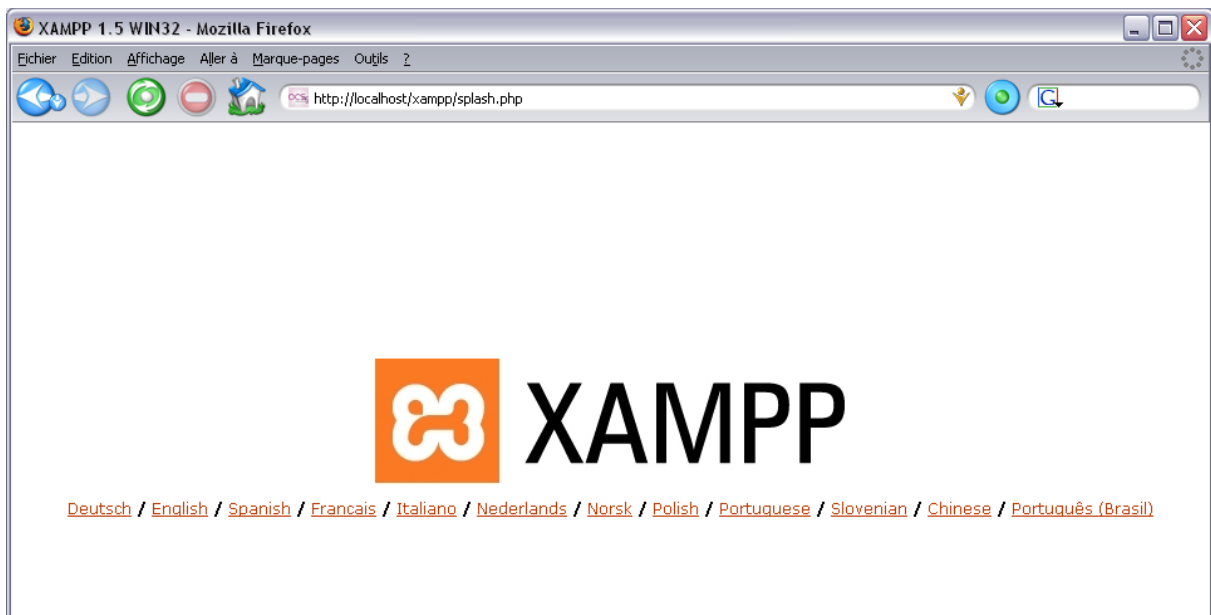 XAMPP 1.5 WIN32 - Mozilla Firefox
Fichier Edition Affichage Aller à Marque-pages Outils ?
http://localhost/xampp/splash.php
XAMPP
Deutsch / English / Spanish / Francais / Italiano / Nederlands / Norsk / Polish / Portuguese / Slovenian / Chinese / Português (Brasil)